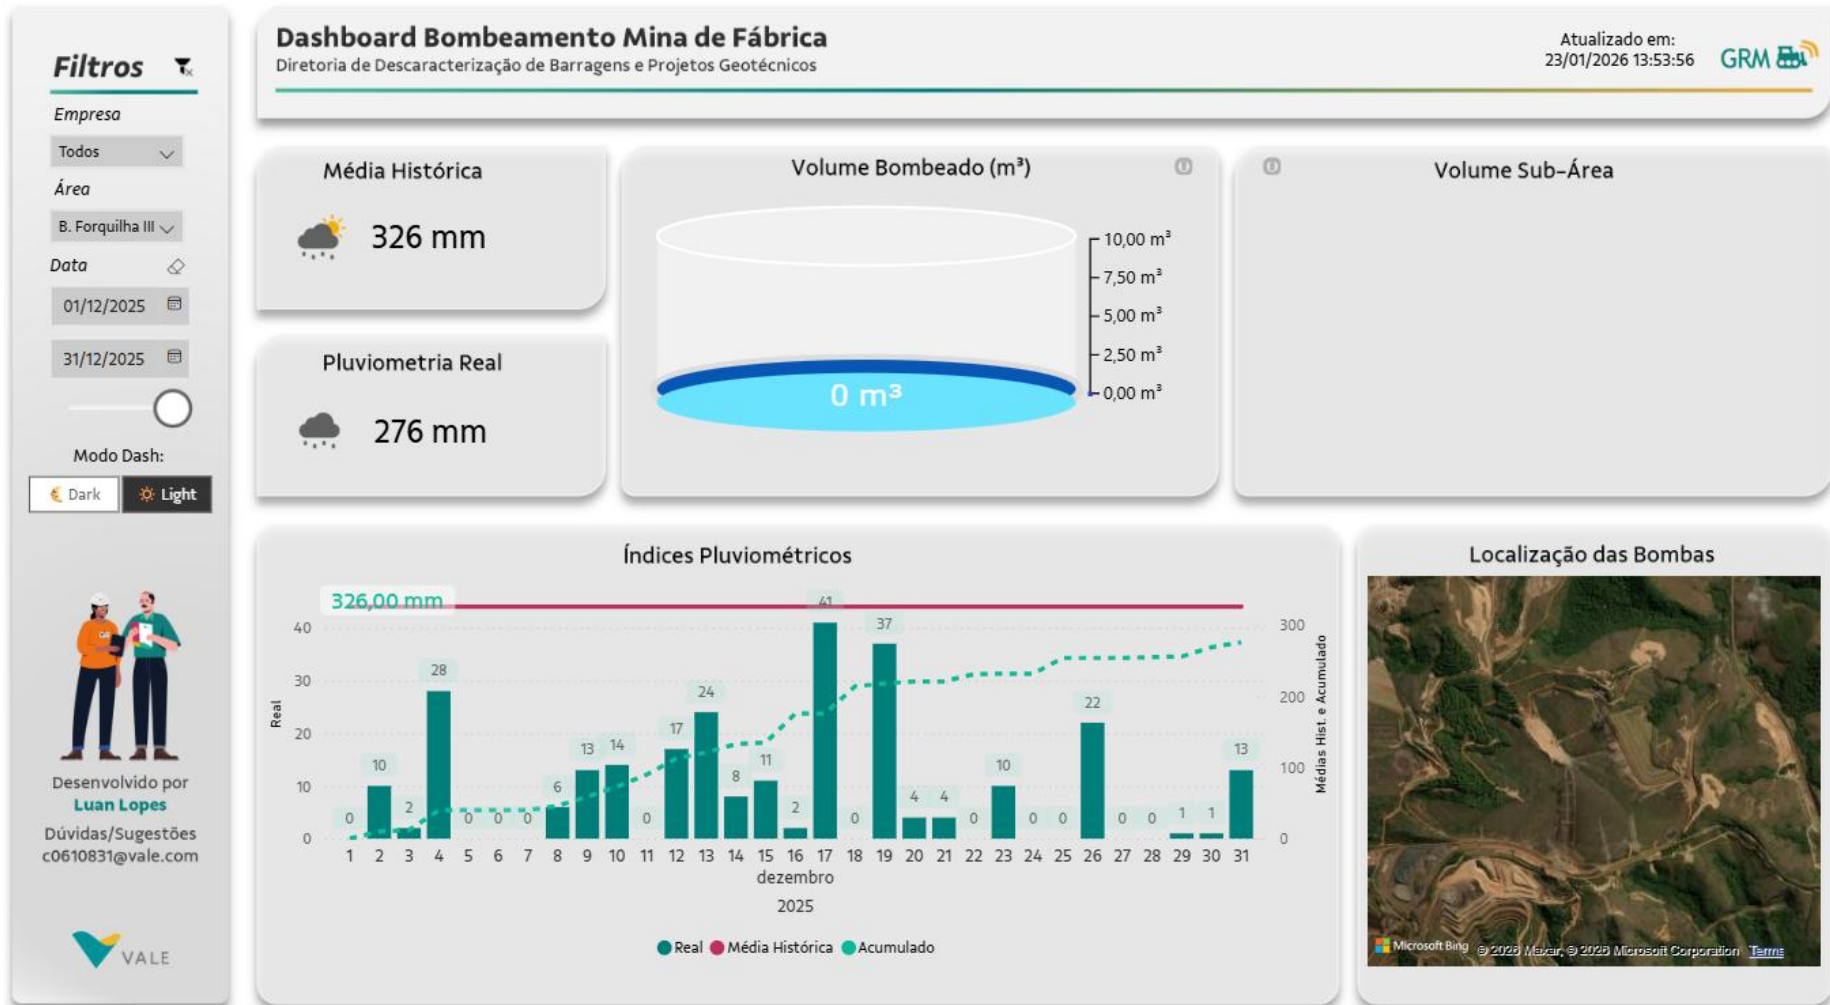 Filtros
Empresa
Todos
Área
B. Forquilha III
Data
01/12/2025
31/12/2025
Modo Dash:
Dark
Light
Desenvolvido por
Luan Lopes
Dúvidas/Sugestões
c0610831@vale.com
VALE
Dashboard Bombeamento Mina de Fábrica
Diretoria de Descaracterização de Barragens e Projetos Geotécnicos
Atualizado em:
23/01/2026 13:53:56
GRM
Média Histórica
326 mm
Pluviometria Real
276 mm
Volume Bombeado (m³)
10,00 m³
7,50 m³
5,00 m³
2,50 m³
0,00 m³
0 m³
Volume Sub-Área
Índices Pluviométricos
326,00 mm
Real
40
30
20
10
0
0 10 2 28 0 0 0 6 13 14 0 17 24 8 11 2 41 0 37 4 4 0 10 0 0 22 0 0 1 1 13
300
200
100
0
Médias Hist. e Acumulado
1 2 3 4 5 6 7 8 9 10 11 12 13 14 15 16 17 18 19 20 21 22 23 24 25 26 27 28 29 30 31
dezembro
2025
Real Média Histórica Acumulado
Localização das Bombas
Microsoft Bing
© 2026 Maxar, © 2026 Microsoft Corporation Terms